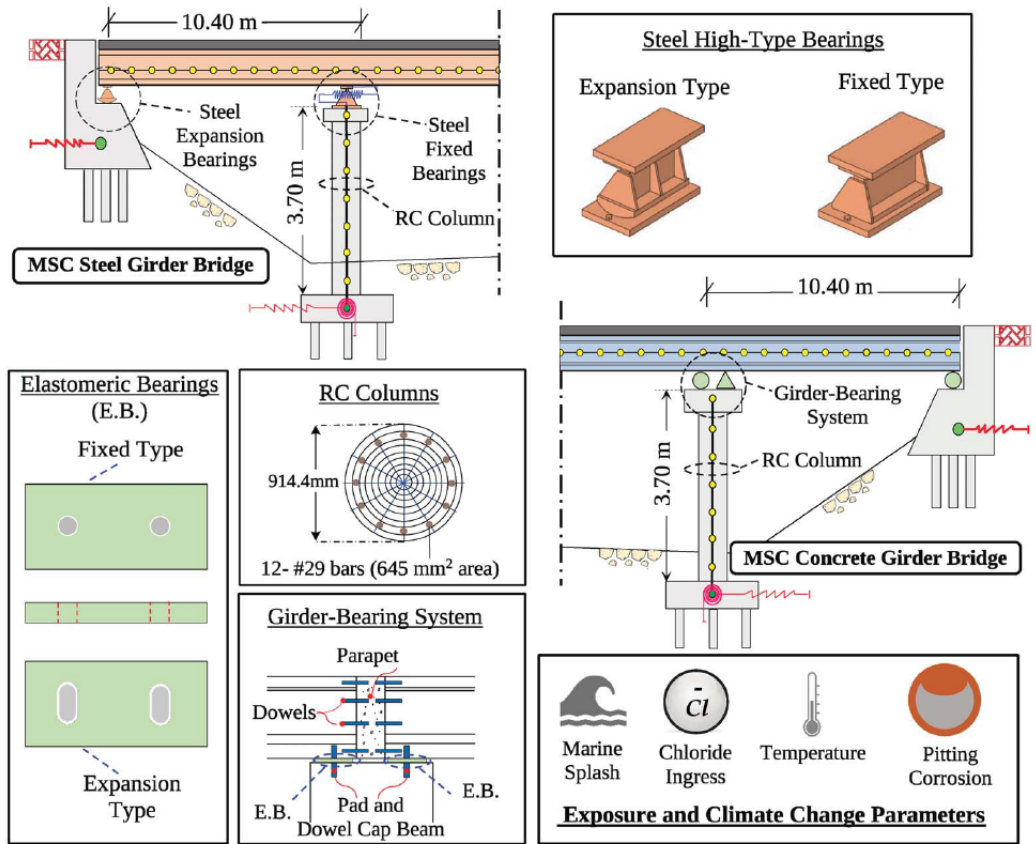 10.40 m
Steel
Expansion
Bearings
3.70 m
Steel
Fixed
Bearings
RC Column
MSC Steel Girder Bridge
Steel High-Type Bearings
Expansion Type
Fixed Type
10.40 m
Girder-Bearing
System
3.70 m
RC Column
MSC Concrete Girder Bridge
Elastomeric Bearings
(E.B.)
Fixed Type
Expansion
Type
RC Columns
914.4mm
12- #29 bars (645 mm² area)
Girder-Bearing System
Parapet
Dowels
E.B.
Pad and
Dowel Cap Beam
E.B.
Cl̄
Marine
Splash
Chloride
Ingress
Temperature
Pitting
Corrosion
Exposure and Climate Change Parameters